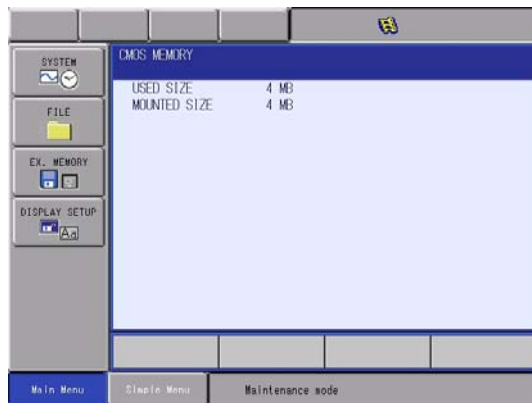 SYSTEM
FILE
EX. MEMORY
DISPLAY SETUP
Aa
CMOS MEMORY
USED SIZE 4 MB
MOUNTED SIZE 4 MB
Main Menu
Simple Menu
Maintenance mode